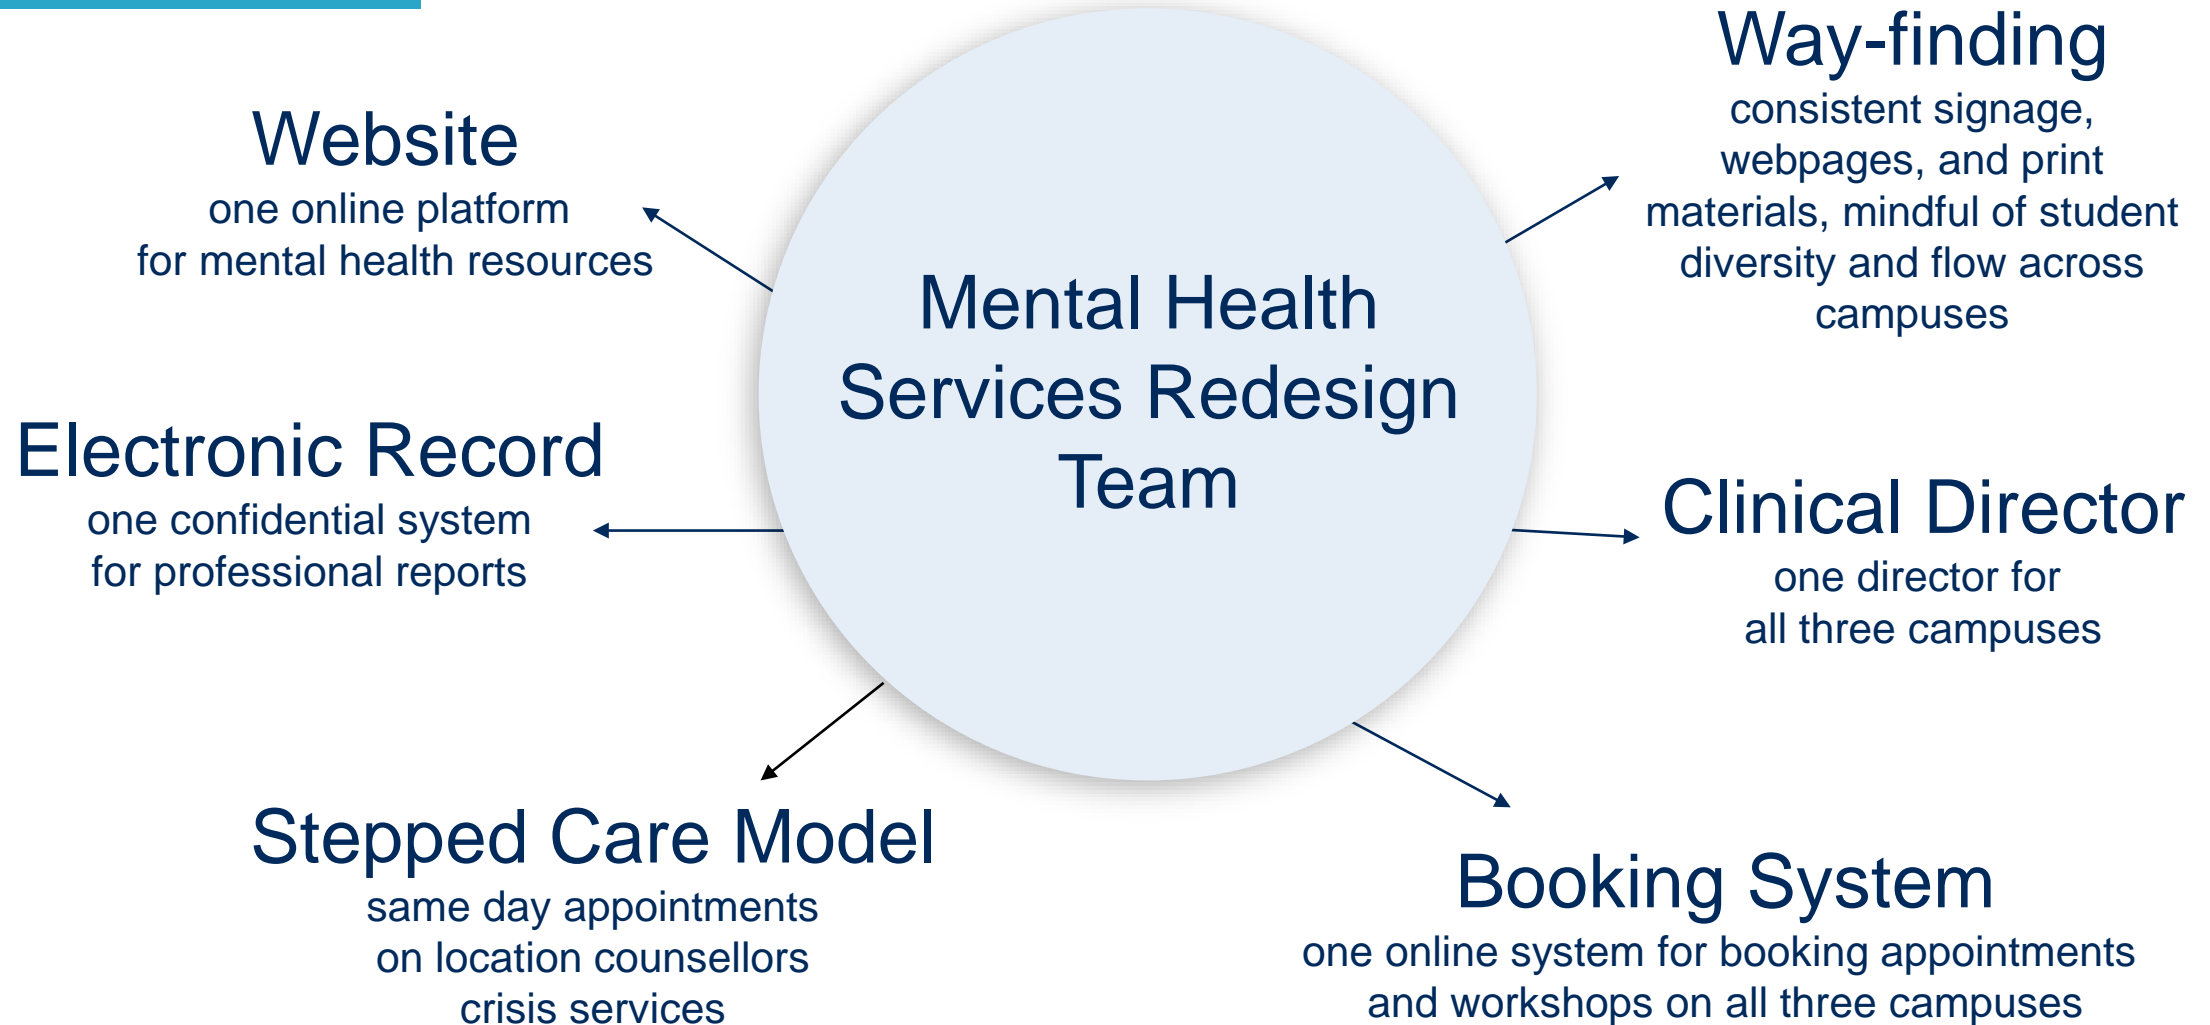 Website
one online platform
for mental health resources
Electronic Record
one confidential system
for professional reports
Stepped Care Model
same day appointments
on location counsellors
crisis services
Mental Health
Services Redesign
Team
Way-finding
consistent signage,
webpages, and print
materials, mindful of student
diversity and flow across
campuses
Clinical Director
one director for
all three campuses
Booking System
one online system for booking appointments
and workshops on all three campuses